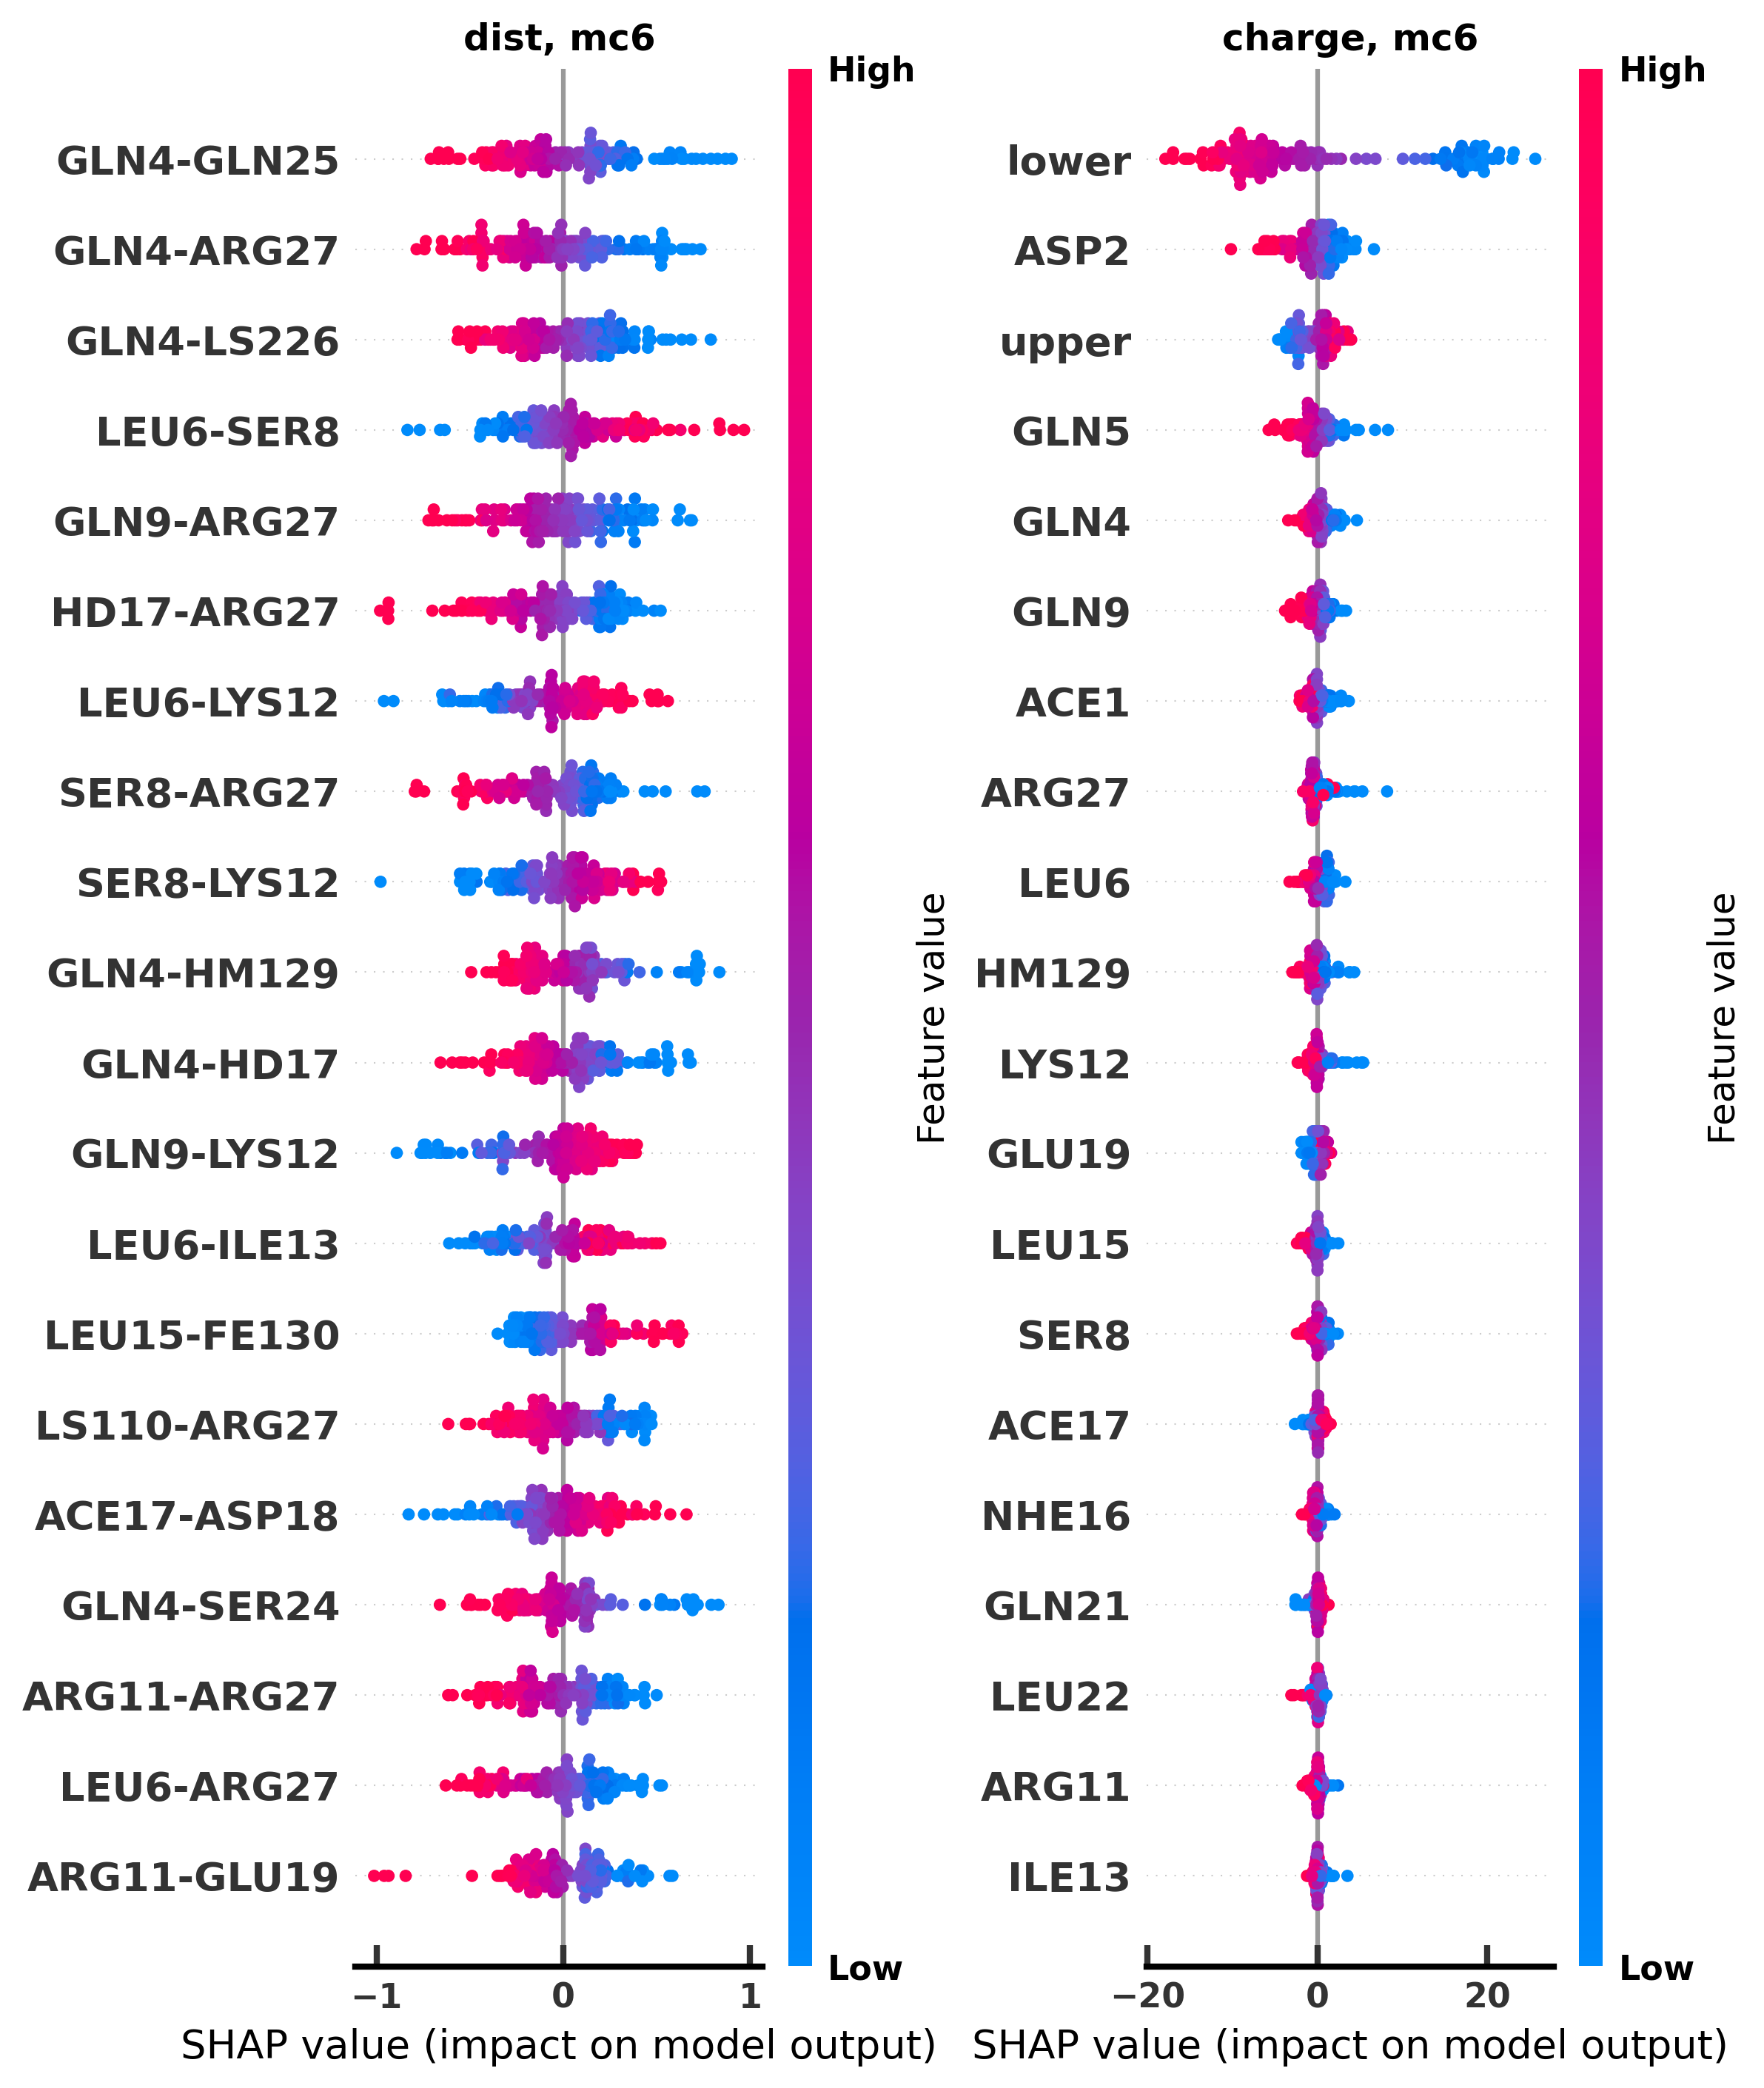 dist, mc6
High
GLN4-GLN25
GLN4-ARG27
GLN4-LS226
LEU6-SER8
GLN9-ARG27
HD17-ARG27
LEU6-LYS12
SER8-ARG27
SER8-LYS12
GLN4-HM129
GLN4-HD17
GLN9-LYS12
LEU6-ILE13
LEU15-FE130
LS110-ARG27
ACE17-ASP18
GLN4-SER24
ARG11-ARG27
LEU6-ARG27
ARG11-GLU19
Feature value
Low
−1 0 1
SHAP value (impact on model output)
charge, mc6
High
lower
ASP2
upper
GLN5
GLN4
GLN9
ACE1
ARG27
LEU6
HM129
LYS12
GLU19
LEU15
SER8
ACE17
NHE16
GLN21
LEU22
ARG11
ILE13
Feature value
Low
−20 0 20
SHAP value (impact on model output)